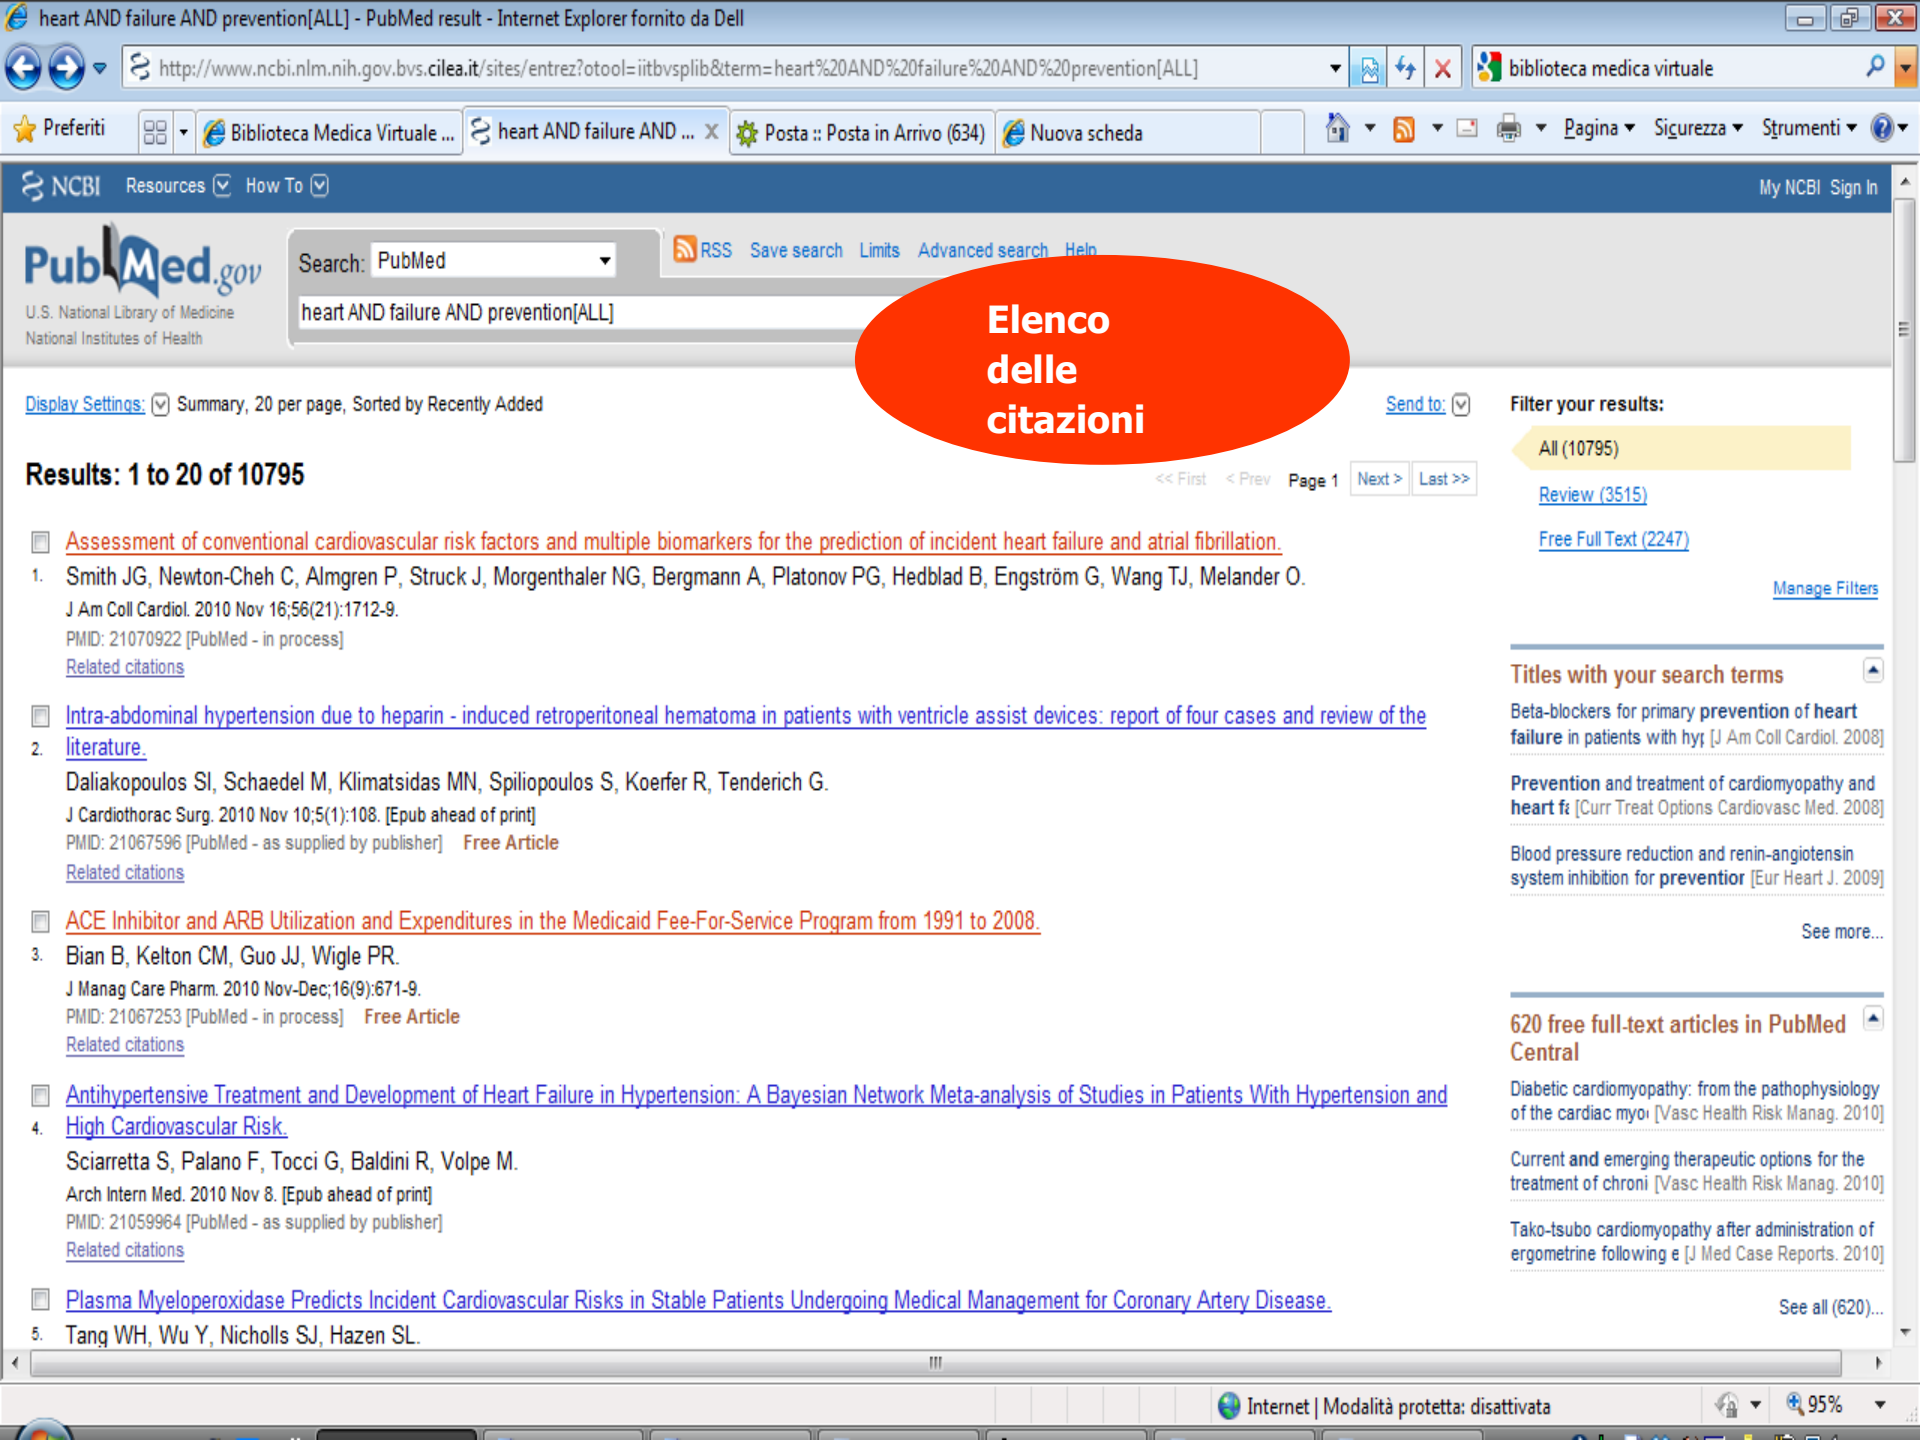 heart AND failure AND prevention[ALL] - PubMed result - Internet Explorer fornito da Dell
http://www.ncbi.nlm.nih.gov.bvs.cilea.it/sites/entrez?otool=iitbvsplib&term=heart%20AND%20failure%20AND%20prevention[ALL]
biblioteca medica virtuale
Preferiti
Biblioteca Medica Virtuale ...
heart AND failure AND ... X
Posta :: Posta in Arrivo (634)
Nuova scheda
Pagina
Sicurezza
Strumenti
NCBI Resources How To
My NCBI Sign In
PubMed.gov
U.S. National Library of Medicine
National Institutes of Health
Search: PubMed
heart AND failure AND prevention[ALL]
RSS Save search Limits Advanced search Help
Elenco
delle
citazioni
Display Settings: Summary, 20 per page, Sorted by Recently Added
Send to:
Results: 1 to 20 of 10795
<< First < Prev Page 1 Next > Last >>
Assessment of conventional cardiovascular risk factors and multiple biomarkers for the prediction of incident heart failure and atrial fibrillation.
1. Smith JG, Newton-Cheh C, Almgren P, Struck J, Morgenthaler NG, Bergmann A, Platonov PG, Hedblad B, Engström G, Wang TJ, Melander O.
J Am Coll Cardiol. 2010 Nov 16;56(21):1712-9.
PMID: 21070922 [PubMed - in process]
Related citations
Intra-abdominal hypertension due to heparin - induced retroperitoneal hematoma in patients with ventricle assist devices: report of four cases and review of the
2. literature.
Daliakopoulos SI, Schaedel M, Klimatsidas MN, Spiliopoulos S, Koerfer R, Tenderich G.
J Cardiothorac Surg. 2010 Nov 10;5(1):108. [Epub ahead of print]
PMID: 21067596 [PubMed - as supplied by publisher] Free Article
Related citations
ACE Inhibitor and ARB Utilization and Expenditures in the Medicaid Fee-For-Service Program from 1991 to 2008.
3. Bian B, Kelton CM, Guo JJ, Wigle PR.
J Manag Care Pharm. 2010 Nov-Dec;16(9):671-9.
PMID: 21067253 [PubMed - in process] Free Article
Related citations
Antihypertensive Treatment and Development of Heart Failure in Hypertension: A Bayesian Network Meta-analysis of Studies in Patients With Hypertension and
4. High Cardiovascular Risk.
Sciarretta S, Palano F, Tocci G, Baldini R, Volpe M.
Arch Intern Med. 2010 Nov 8. [Epub ahead of print]
PMID: 21059964 [PubMed - as supplied by publisher]
Related citations
Plasma Myeloperoxidase Predicts Incident Cardiovascular Risks in Stable Patients Undergoing Medical Management for Coronary Artery Disease.
5. Tang WH, Wu Y, Nicholls SJ, Hazen SL.
Filter your results:
All (10795)
Review (3515)
Free Full Text (2247)
Manage Filters
Titles with your search terms
Beta-blockers for primary prevention of heart
failure in patients with hyp [J Am Coll Cardiol. 2008]
Prevention and treatment of cardiomyopathy and
heart fa [Curr Treat Options Cardiovasc Med. 2008]
Blood pressure reduction and renin-angiotensin
system inhibition for prevention [Eur Heart J. 2009]
See more...
620 free full-text articles in PubMed
Central
Diabetic cardiomyopathy: from the pathophysiology
of the cardiac myo [Vasc Health Risk Manag. 2010]
Current and emerging therapeutic options for the
treatment of chroni [Vasc Health Risk Manag. 2010]
Tako-tsubo cardiomyopathy after administration of
ergometrine following e [J Med Case Reports. 2010]
See all (620)...
Internet | Modalità protetta: disattivata
95%